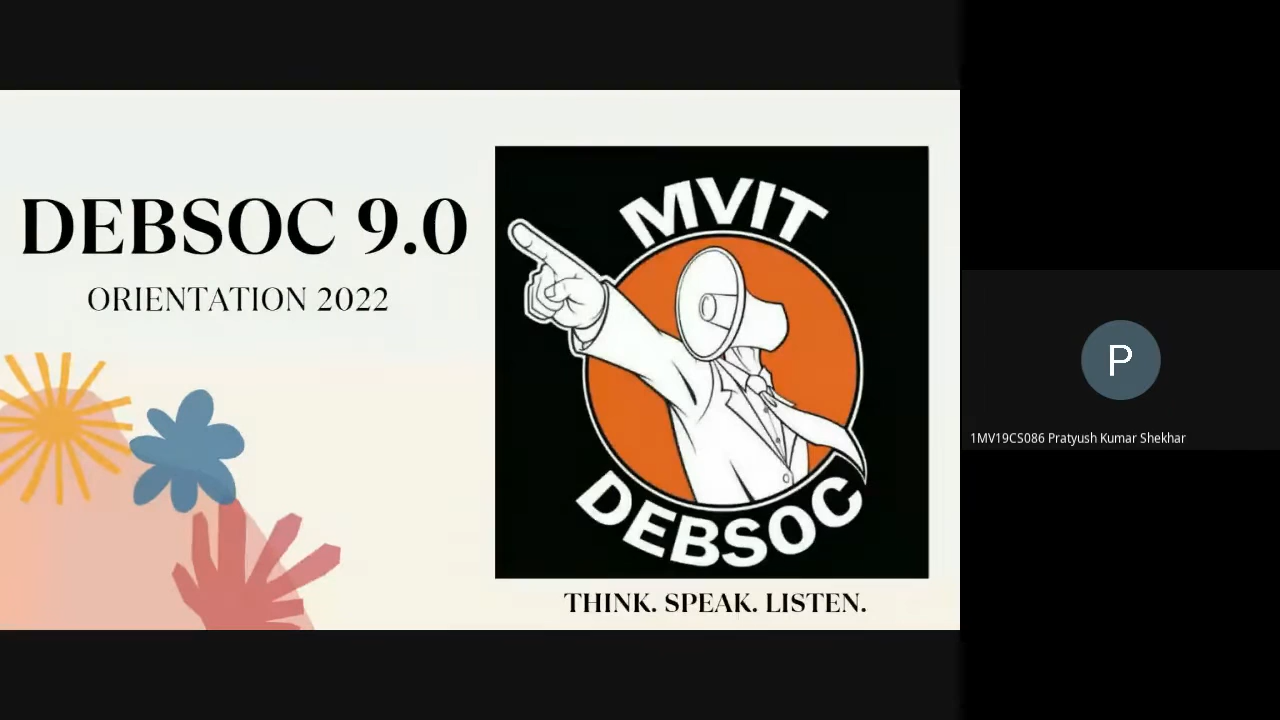 DEBSOC 9.0
ORIENTATION 2022
MVIT
DEBSOC
THINK. SPEAK. LISTEN.
P
1MV19CS086 Pratyush Kumar Shekhar